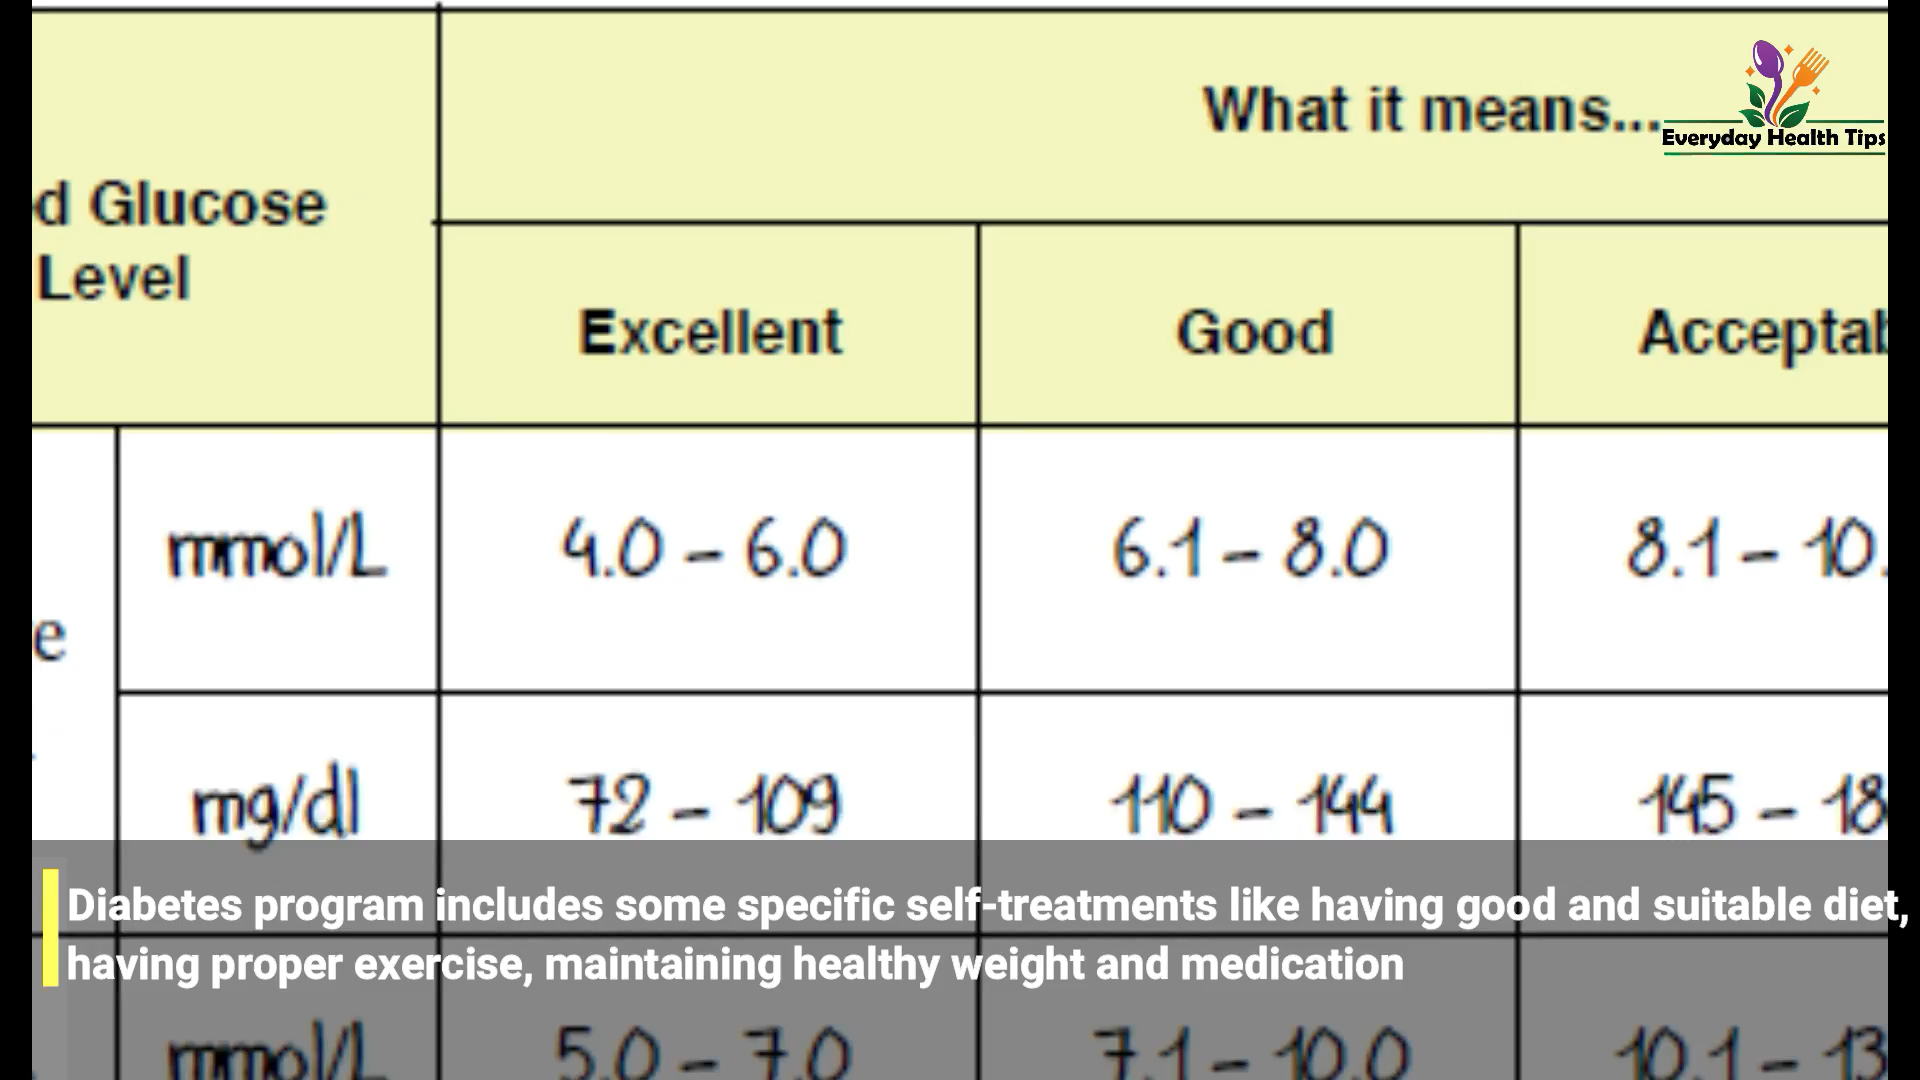 What it means...
Everyday Health Tips
d Glucose
Level
Excellent
Good
Acceptab
mmol/L
4.0 – 6.0
6.1 – 8.0
8.1 – 10.
e
mg/dl
72 – 109
110 – 144
145 – 18
Diabetes program includes some specific self-treatments like having good and suitable diet,
having proper exercise, maintaining healthy weight and medication
mmol/L
5.0 – 7.0
7.1 – 10.0
10.1 – 13